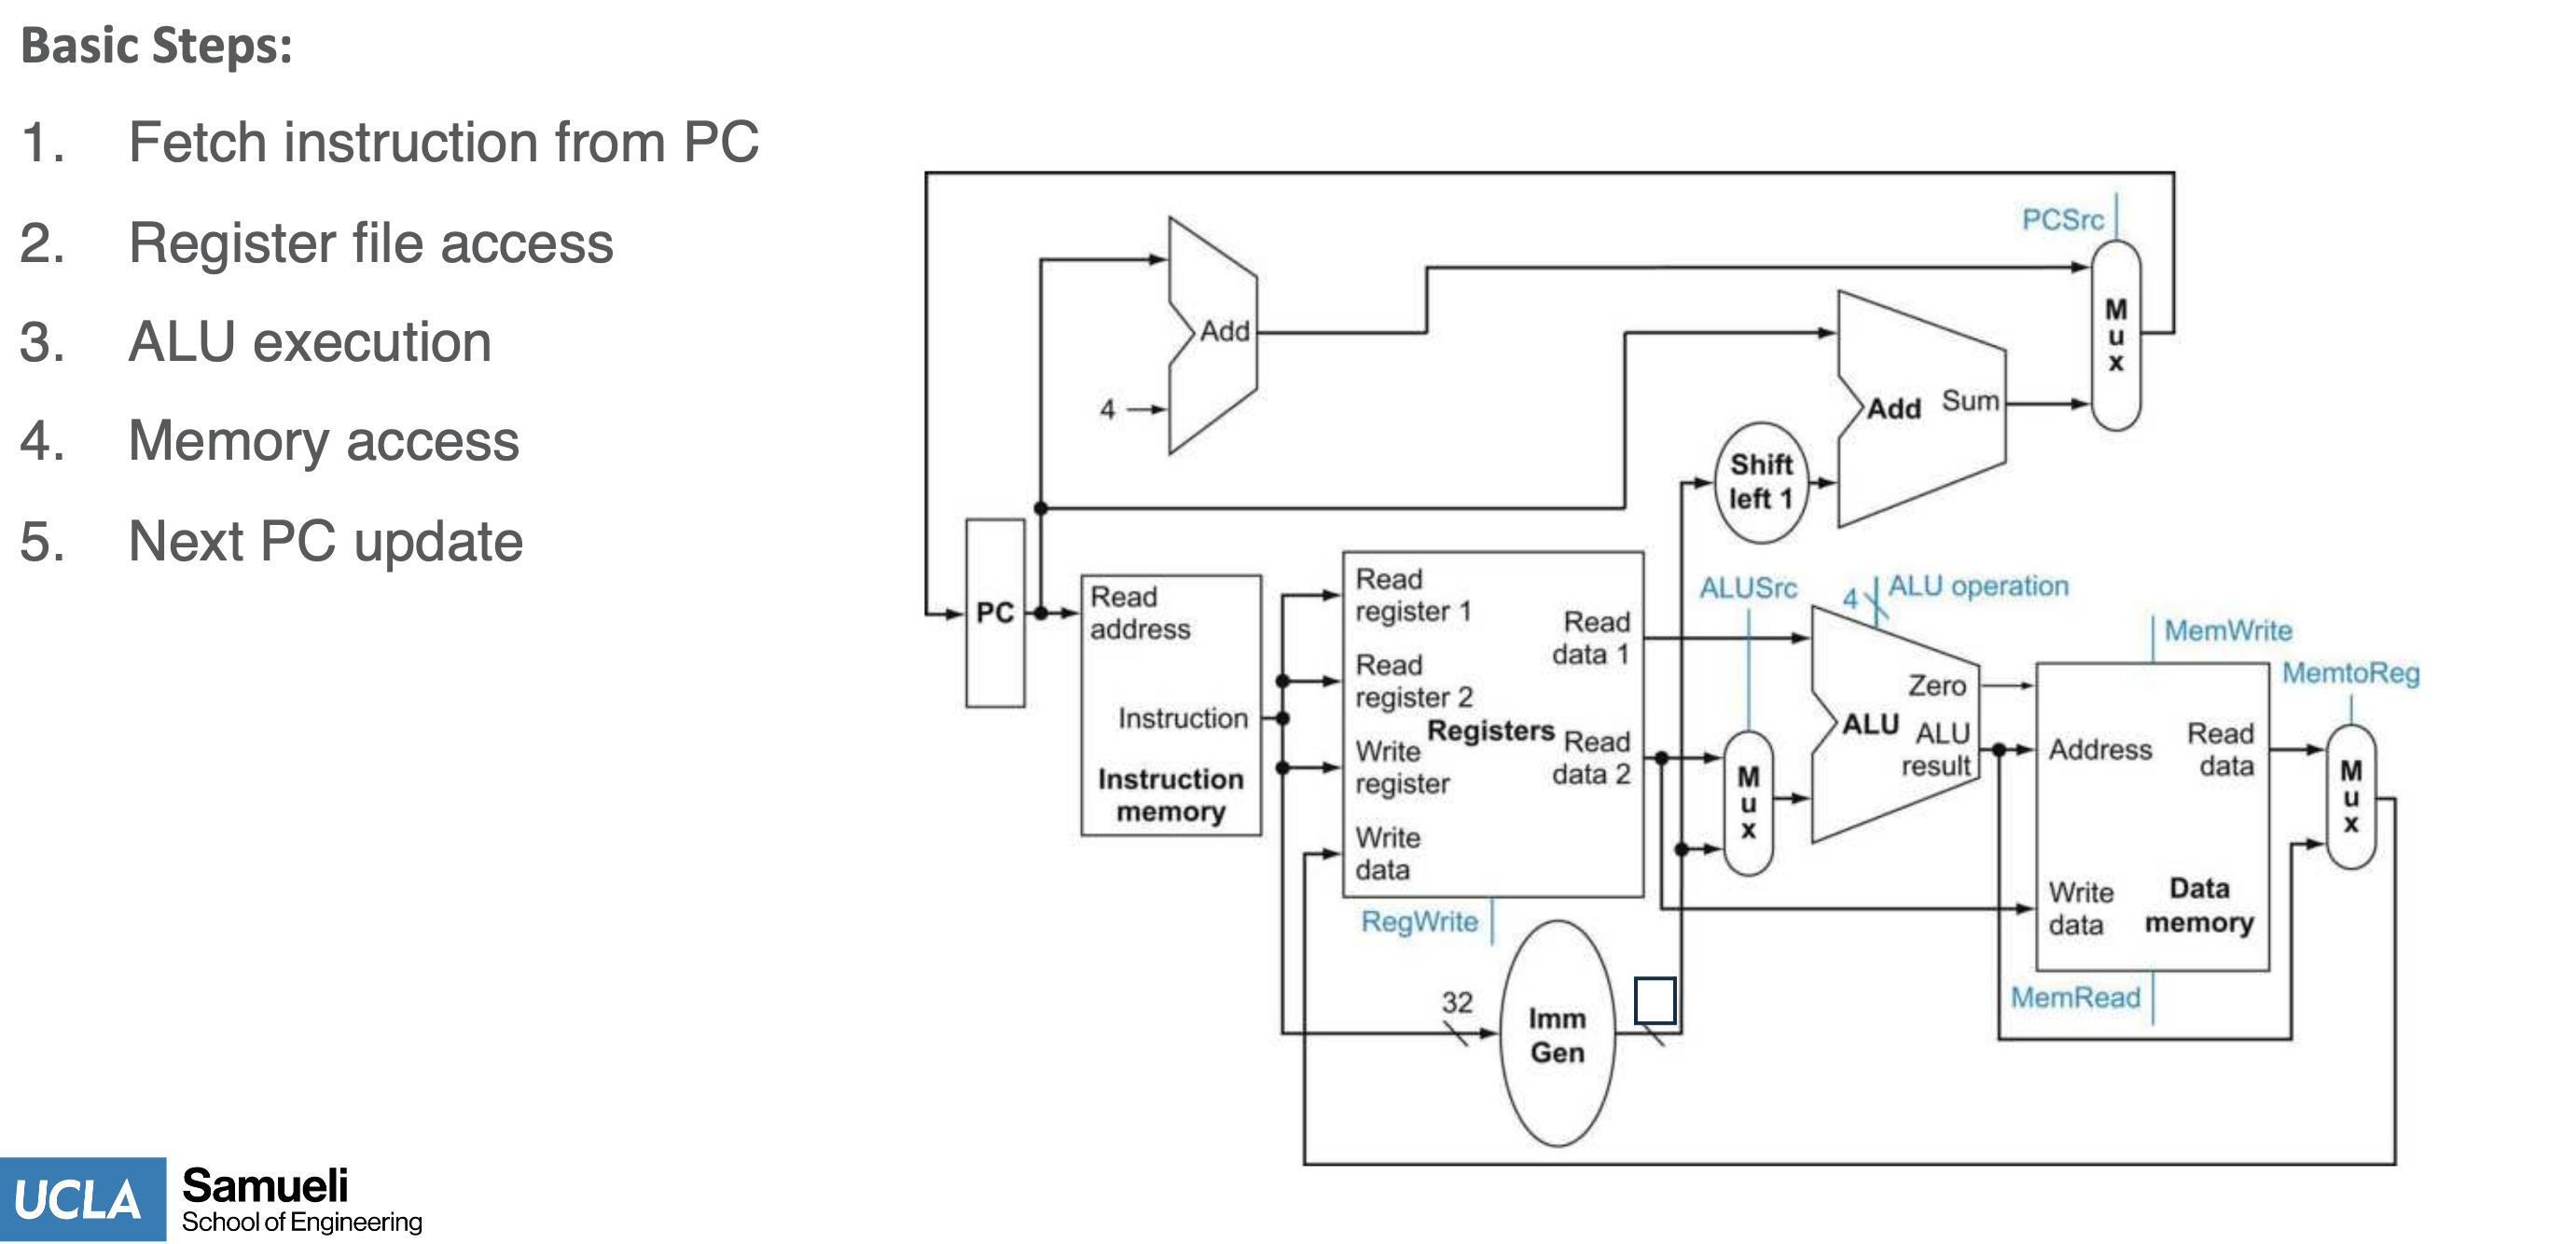 Basic Steps:
1. Fetch instruction from PC
2. Register file access
3. ALU execution
4. Memory access
5. Next PC update
PCSrc
M
u
x
Add
4
Add Sum
Shift
left 1
PC
Read
address
Instruction
Instruction
memory
Read
register 1
Read
register 2
Write
register
Write
data
Registers
Read
data 1
Read
data 2
RegWrite
ALUSrc
M
u
x
4
ALU operation
Zero
ALU
ALU
result
MemWrite
MemtoReg
Address
Read
data
Write
data
Data
memory
MemRead
M
u
x
32
Imm
Gen
UCLA
Samueli
School of Engineering